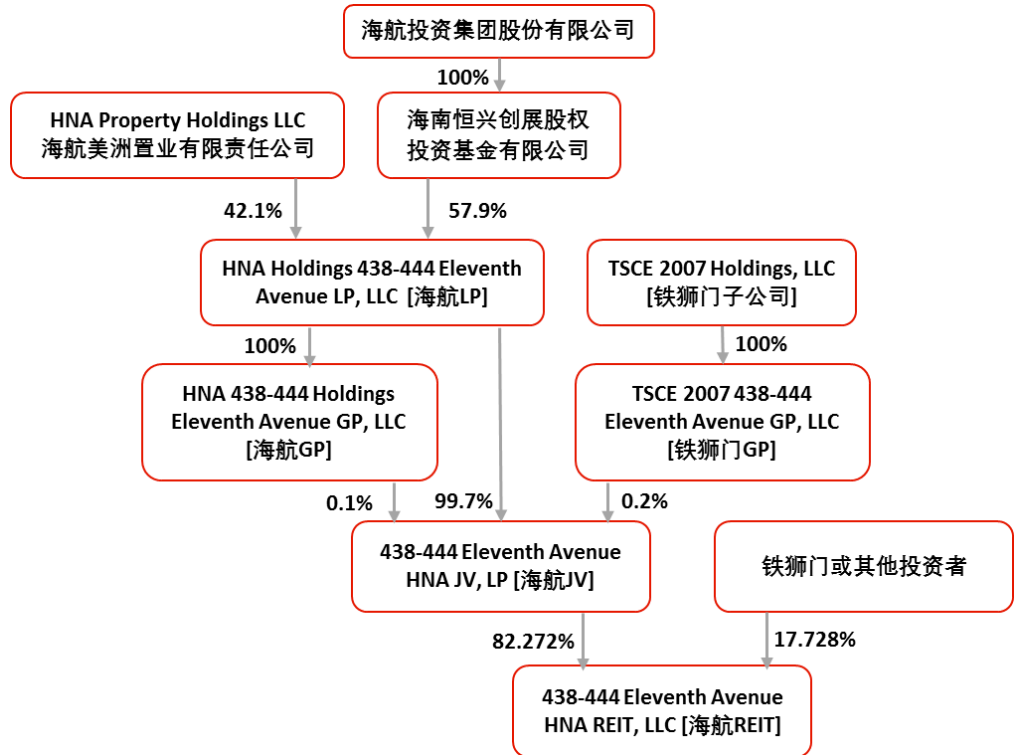 海航投资集团股份有限公司
100%
HNA Property Holdings LLC
海航美洲置业有限责任公司
海南恒兴创展股权
投资基金有限公司
42.1%
57.9%
HNA Holdings 438-444 Eleventh
Avenue LP, LLC [海航LP]
TSCE 2007 Holdings, LLC
[铁狮门子公司]
100%
100%
HNA 438-444 Holdings
Eleventh Avenue GP, LLC
[海航GP]
TSCE 2007 438-444
Eleventh Avenue GP, LLC
[铁狮门GP]
0.1%
99.7%
0.2%
438-444 Eleventh Avenue
HNA JV, LP [海航JV]
铁狮门或其他投资者
82.272%
17.728%
438-444 Eleventh Avenue
HNA REIT, LLC [海航REIT]